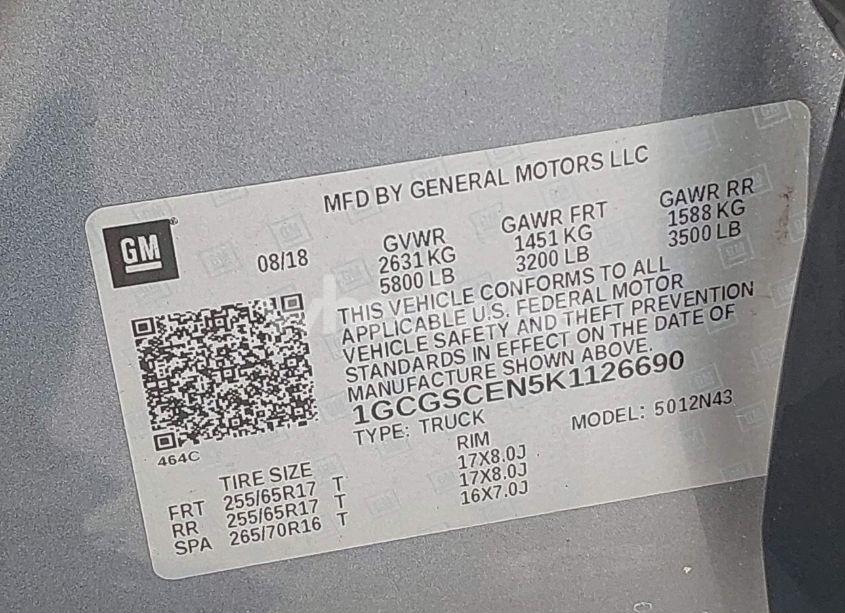 MFD BY GENERAL MOTORS LLC
GM
08/18
GVWR
2631 KG
5800 LB
GAWR FRT
1451 KG
3200 LB
GAWR RR
1588 KG
3500 LB
THIS VEHICLE CONFORMS TO ALL
APPLICABLE U.S. FEDERAL MOTOR
VEHICLE SAFETY AND THEFT PREVENTION
STANDARDS IN EFFECT ON THE DATE OF
MANUFACTURE SHOWN ABOVE.
1GCGSCEN5K1126690
TYPE: TRUCK MODEL: 5012N43
464C
TIRE SIZE RIM
FRT 255/65R17 T 17X8.0J
RR 255/65R17 T 17X8.0J
SPA 265/70R16 T 16X7.0J